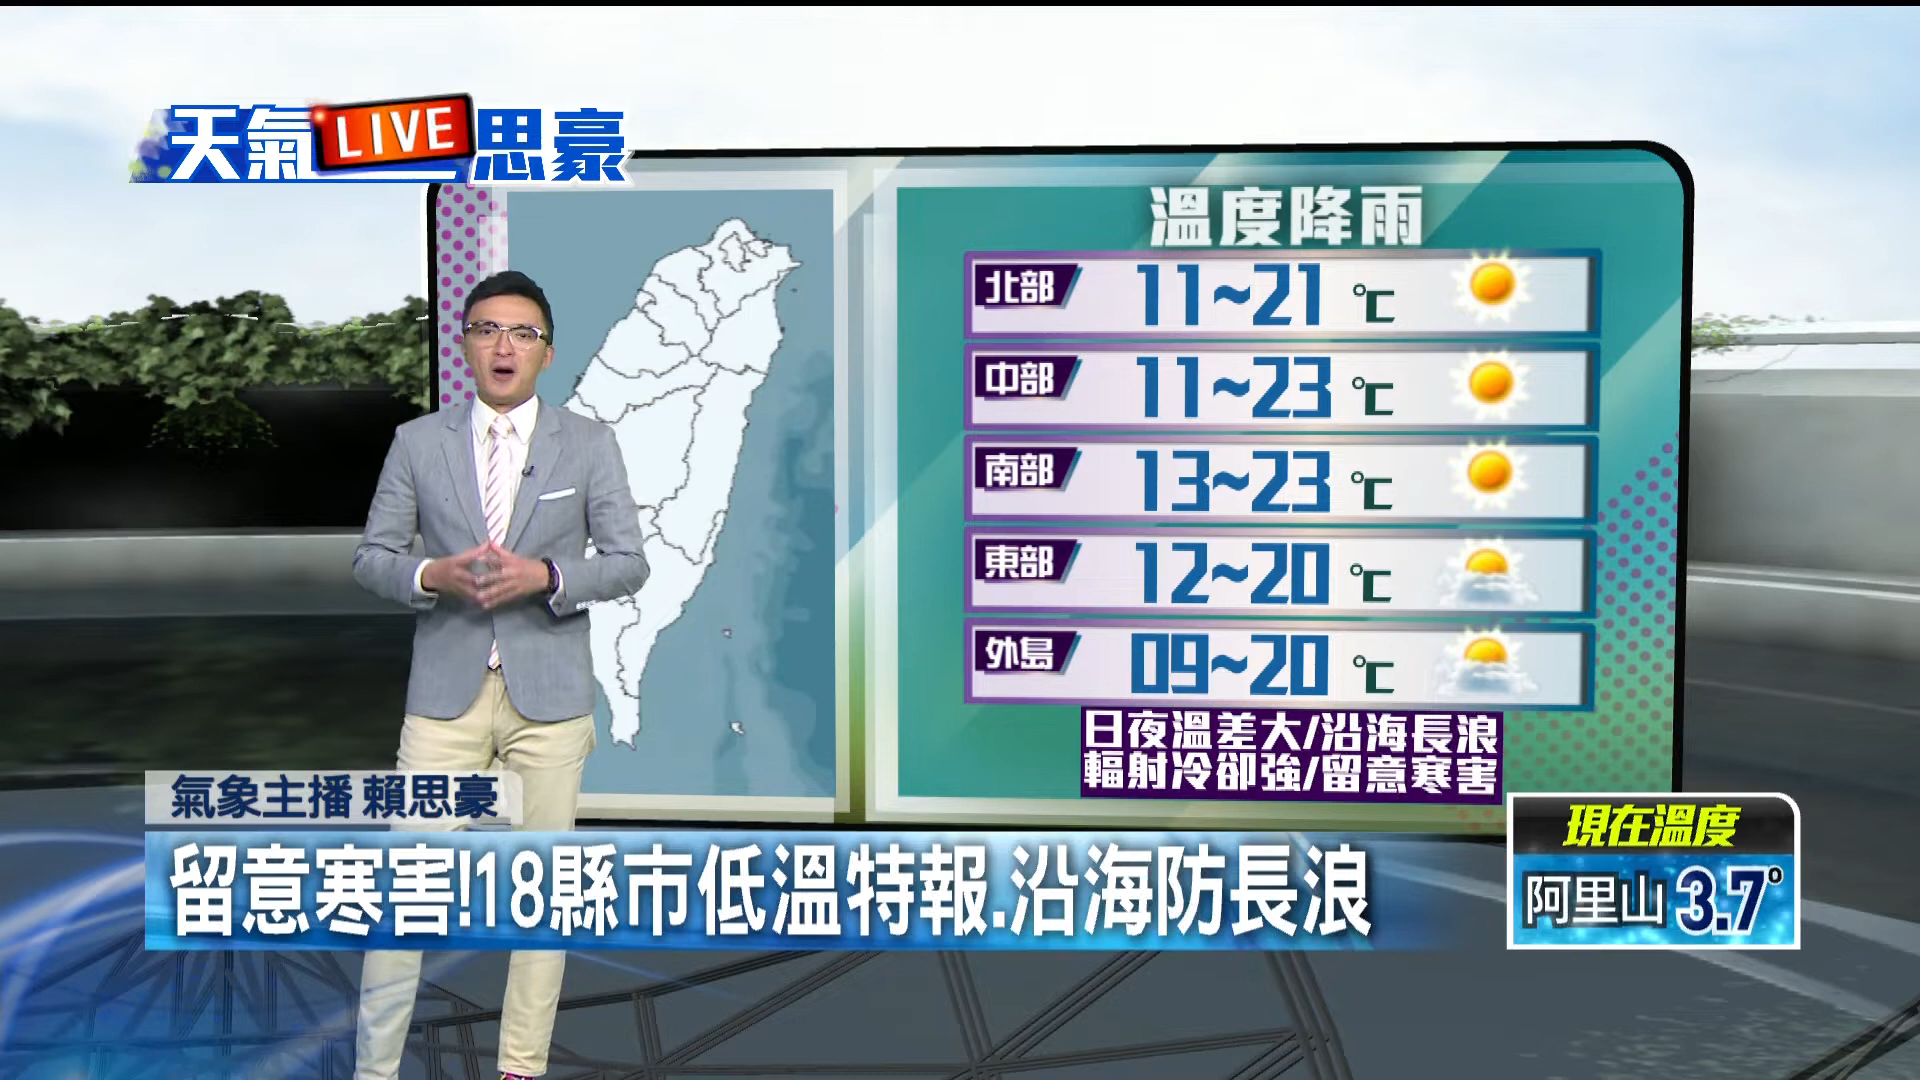 天氣 LIVE 思豪
溫度降雨
北部 11~21 ℃
中部 11~23 ℃
南部 13~23 ℃
東部 12~20 ℃
外島 09~20 ℃
日夜溫差大/沿海長浪
輻射冷卻強/留意寒害
氣象主播 賴思豪
留意寒害!18縣市低溫特報.沿海防長浪
現在溫度
阿里山 3.7°